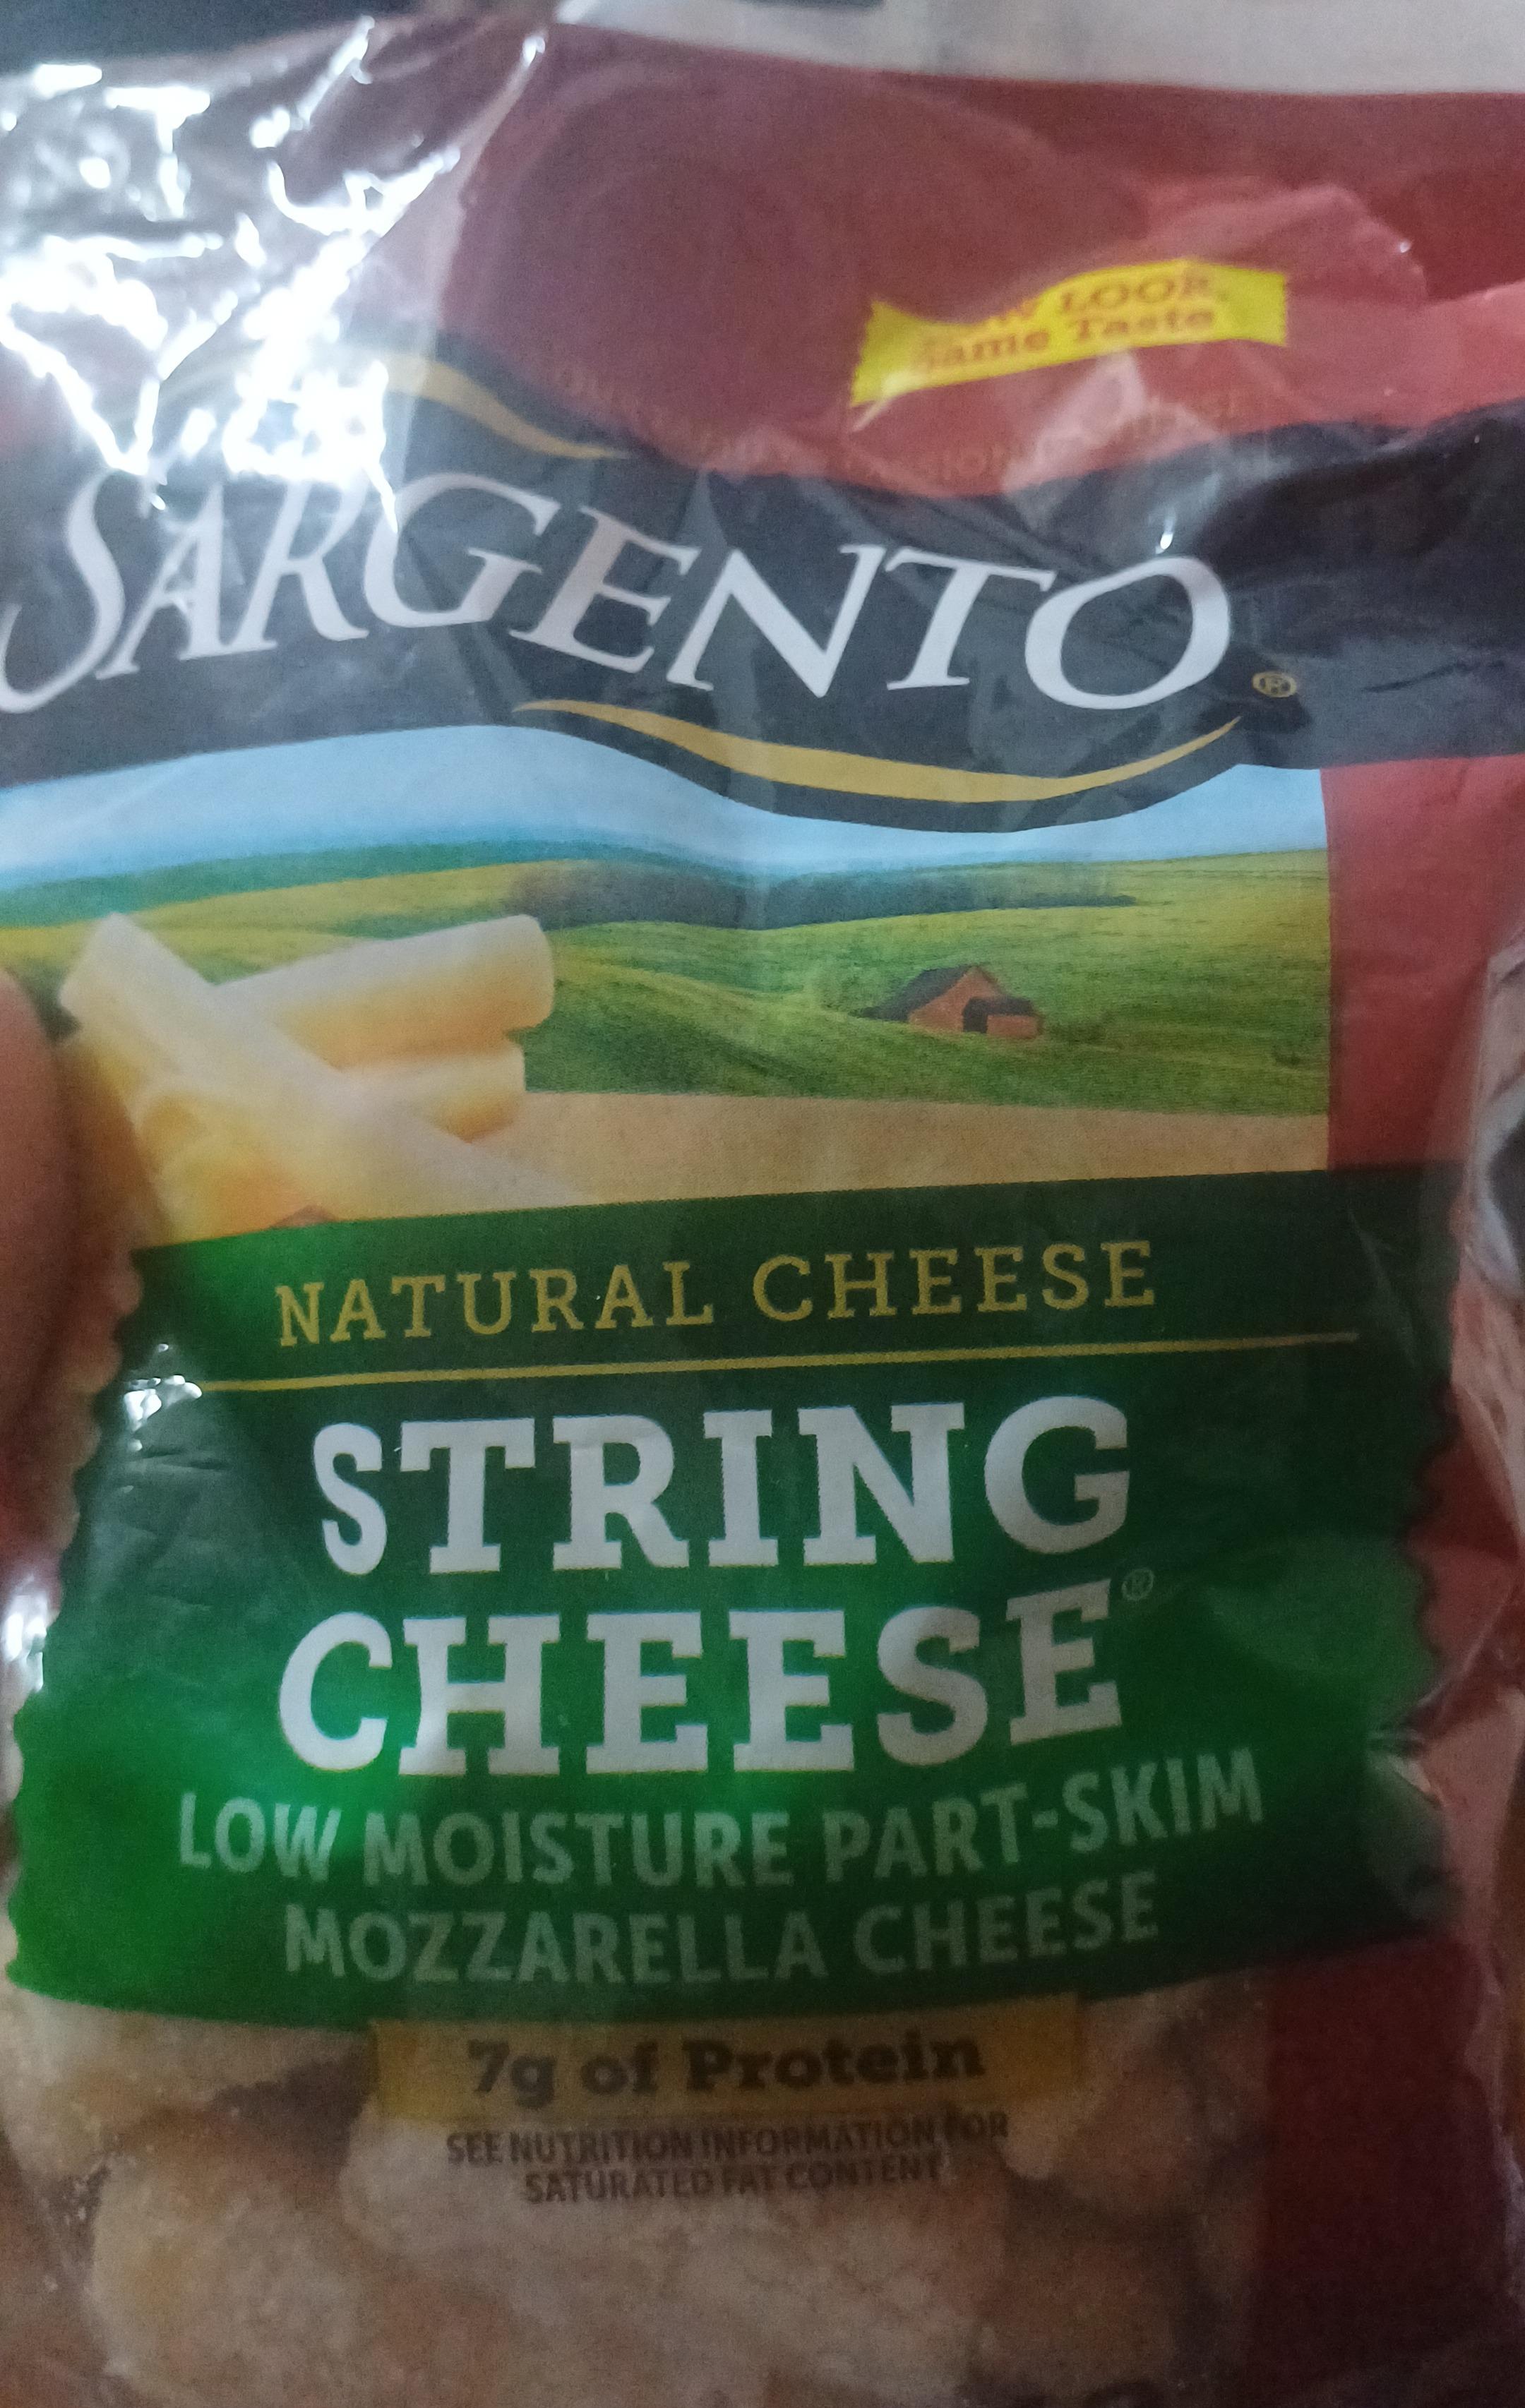 LOOK,
Same Taste
SARGENTO®
NATURAL CHEESE
STRING
CHEESE®
LOW MOISTURE PART-SKIM
MOZZARELLA CHEESE
7g of Protein
SEE NUTRITION INFORMATION FOR
SATURATED FAT CONTENT